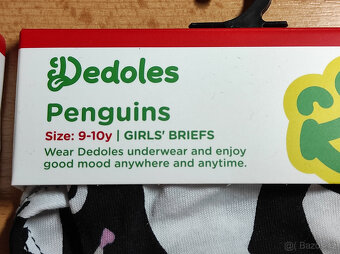 Dedoles
Penguins
Size: 9-10y | GIRLS' BRIEFS
Wear Dedoles underwear and enjoy
good mood anywhere and anytime.